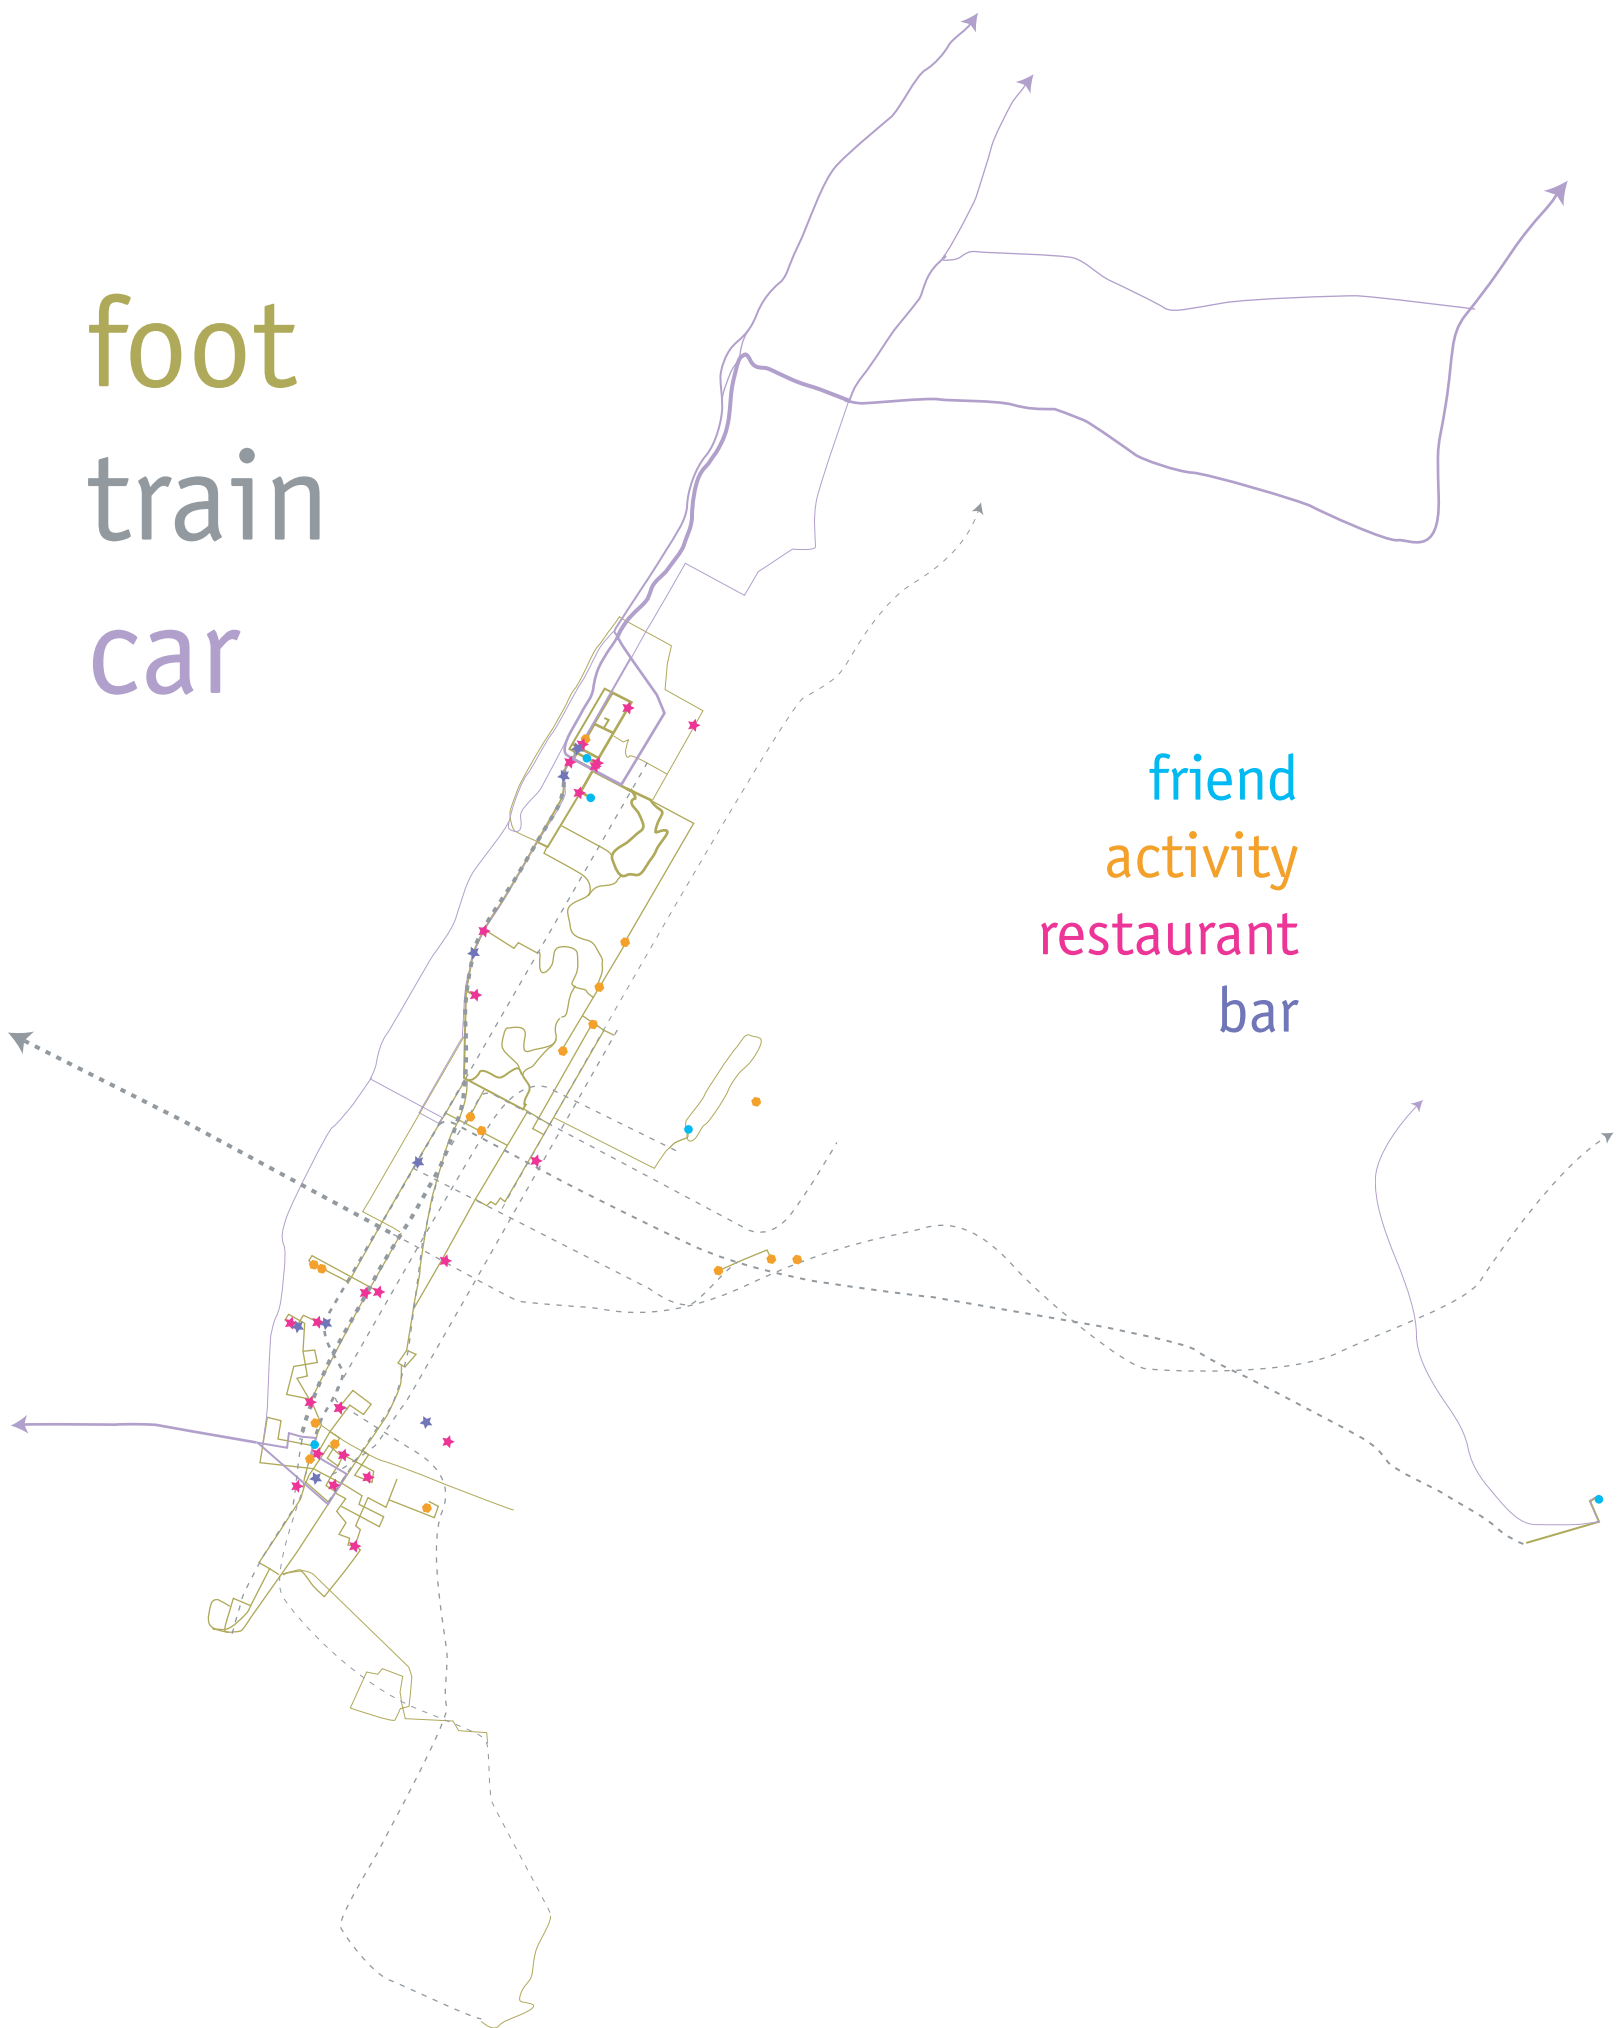 foot
train
car
friend
activity
restaurant
bar